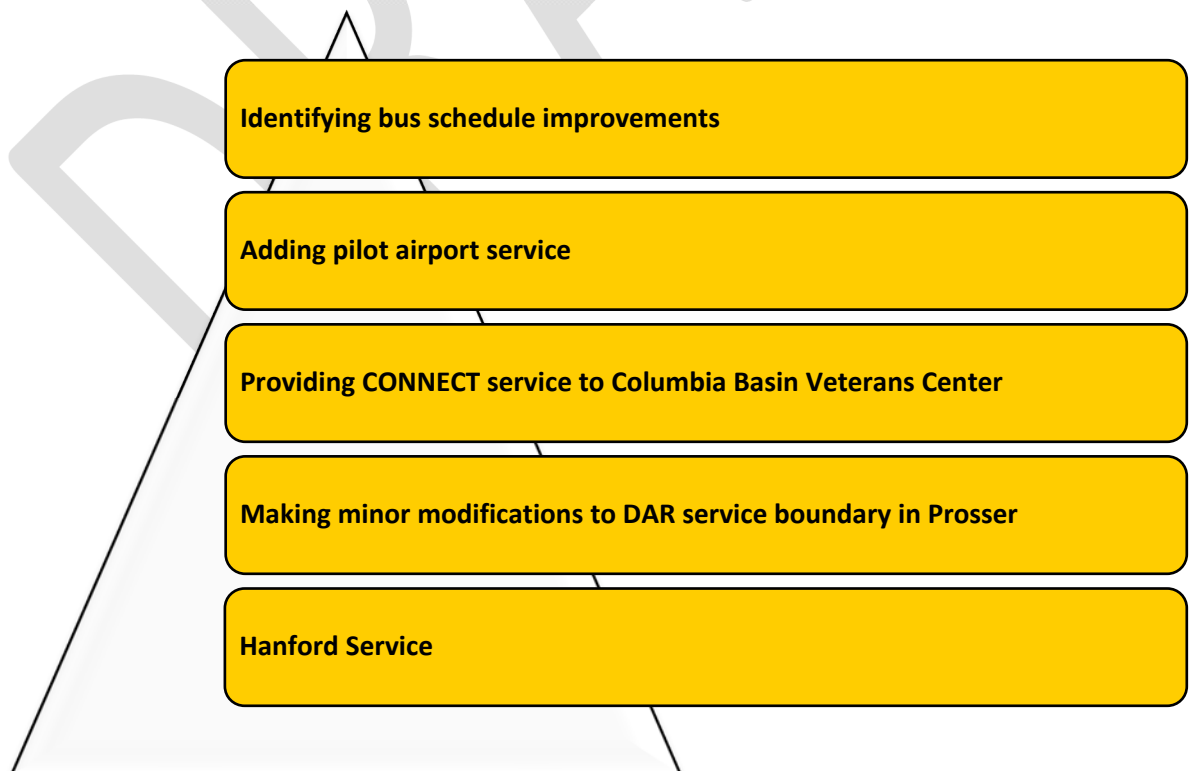 Identifying bus schedule improvements
Adding pilot airport service
Providing CONNECT service to Columbia Basin Veterans Center
Making minor modifications to DAR service boundary in Prosser
Hanford Service